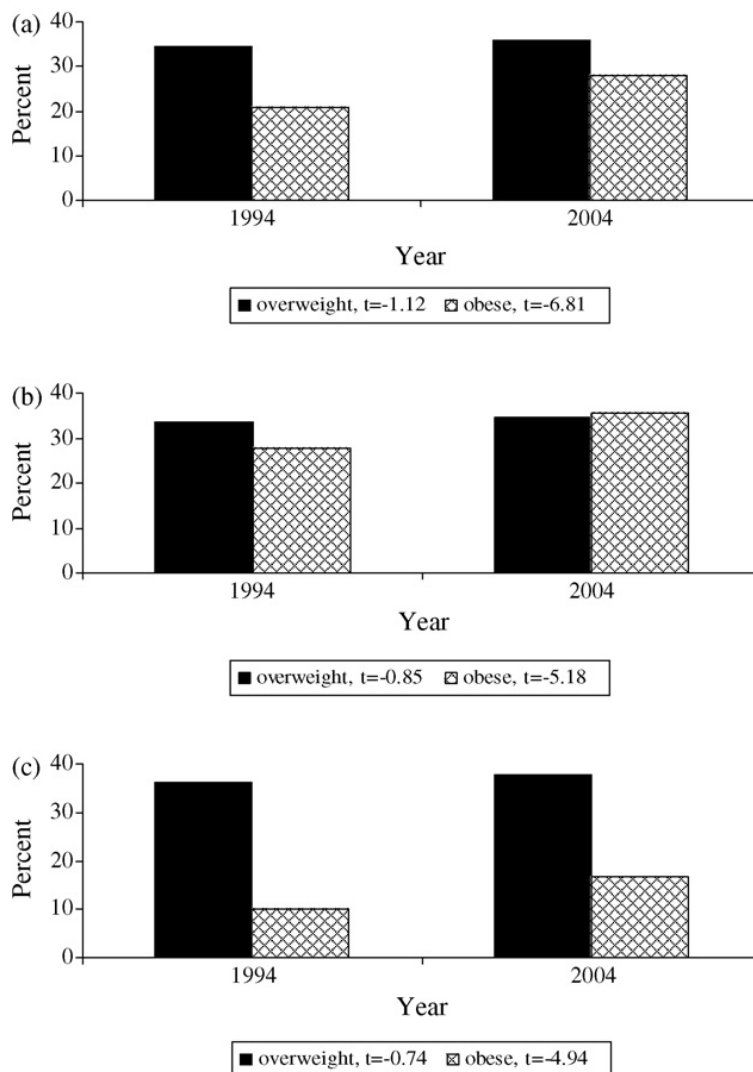 (a)
40
30
20
10
0
Percent
1994 2004
Year
overweight, t=-1.12 obese, t=-6.81
(b)
40
30
20
10
0
Percent
1994 2004
Year
overweight, t=-0.85 obese, t=-5.18
(c)
40
30
20
10
0
Percent
1994 2004
Year
overweight, t=-0.74 obese, t=-4.94